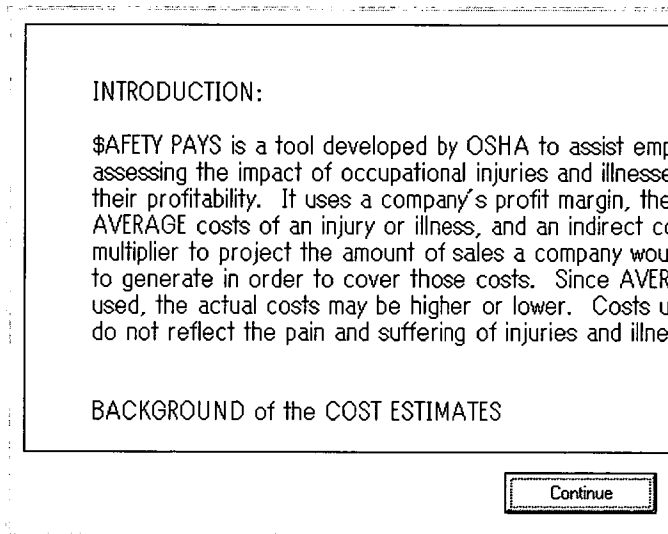 INTRODUCTION:
$AFETY PAYS is a tool developed by OSHA to assist emp
assessing the impact of occupational injuries and illnesse
their profitability. It uses a company's profit margin, the
AVERAGE costs of an injury or illness, and an indirect co
multiplier to project the amount of sales a company wou
to generate in order to cover those costs. Since AVER
used, the actual costs may be higher or lower. Costs u
do not reflect the pain and suffering of injuries and illne
BACKGROUND of the COST ESTIMATES
Continue